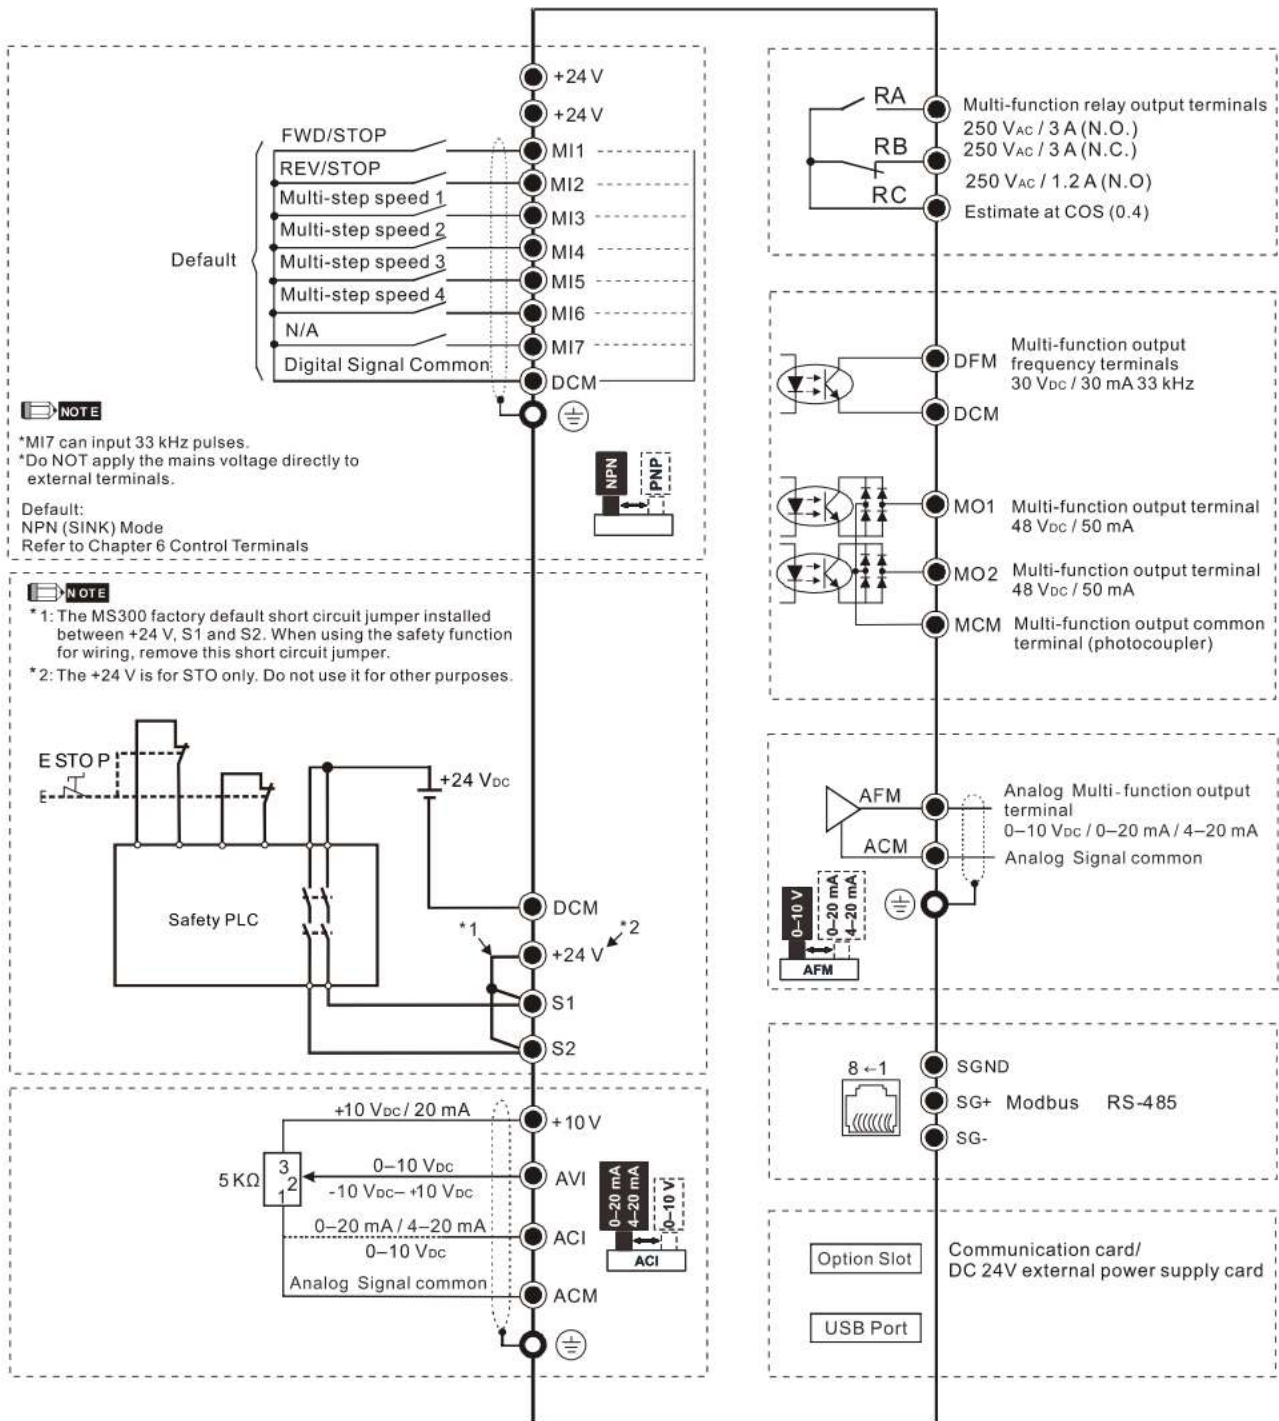 +24 V
+24 V
FWD/STOP
MI1
REV/STOP
MI2
Multi-step speed 1
MI3
Multi-step speed 2
MI4
Default
Multi-step speed 3
MI5
Multi-step speed 4
MI6
N/A
MI7
Digital Signal Common
DCM
NOTE
*MI7 can input 33 kHz pulses.
*Do NOT apply the mains voltage directly to
external terminals.
NPN
PNP
Default:
NPN (SINK) Mode
Refer to Chapter 6 Control Terminals
NOTE
*1: The MS300 factory default short circuit jumper installed
between +24 V, S1 and S2. When using the safety function
for wiring, remove this short circuit jumper.
*2: The +24 V is for STO only. Do not use it for other purposes.
E STOP
E
+24 VDC
Safety PLC
DCM
*1
*2
+24 V
S1
S2
+10 VDC / 20 mA
+10 V
5 KΩ
3
2
1
0–10 VDC
AVI
-10 VDC– +10 VDC
0–20 mA / 4–20 mA
ACI
0–10 VDC
Analog Signal common
ACM
0–20 mA
4–20 mA
0–10 V
ACI
RA
Multi-function relay output terminals
250 VAC / 3 A (N.O.)
RB
250 VAC / 3 A (N.C.)
250 VAC / 1.2 A (N.O)
RC
Estimate at COS (0.4)
DFM
Multi-function output
frequency terminals
30 VDC / 30 mA 33 kHz
DCM
MO1
Multi-function output terminal
48 VDC / 50 mA
MO2
Multi-function output terminal
48 VDC / 50 mA
MCM
Multi-function output common
terminal (photocoupler)
AFM
Analog Multi-function output
terminal
0–10 VDC / 0–20 mA / 4–20 mA
ACM
Analog Signal common
0–10 V
0–20 mA
4–20 mA
AFM
8 ←1
SGND
SG+ Modbus RS-485
SG-
Option Slot
Communication card/
DC 24V external power supply card
USB Port